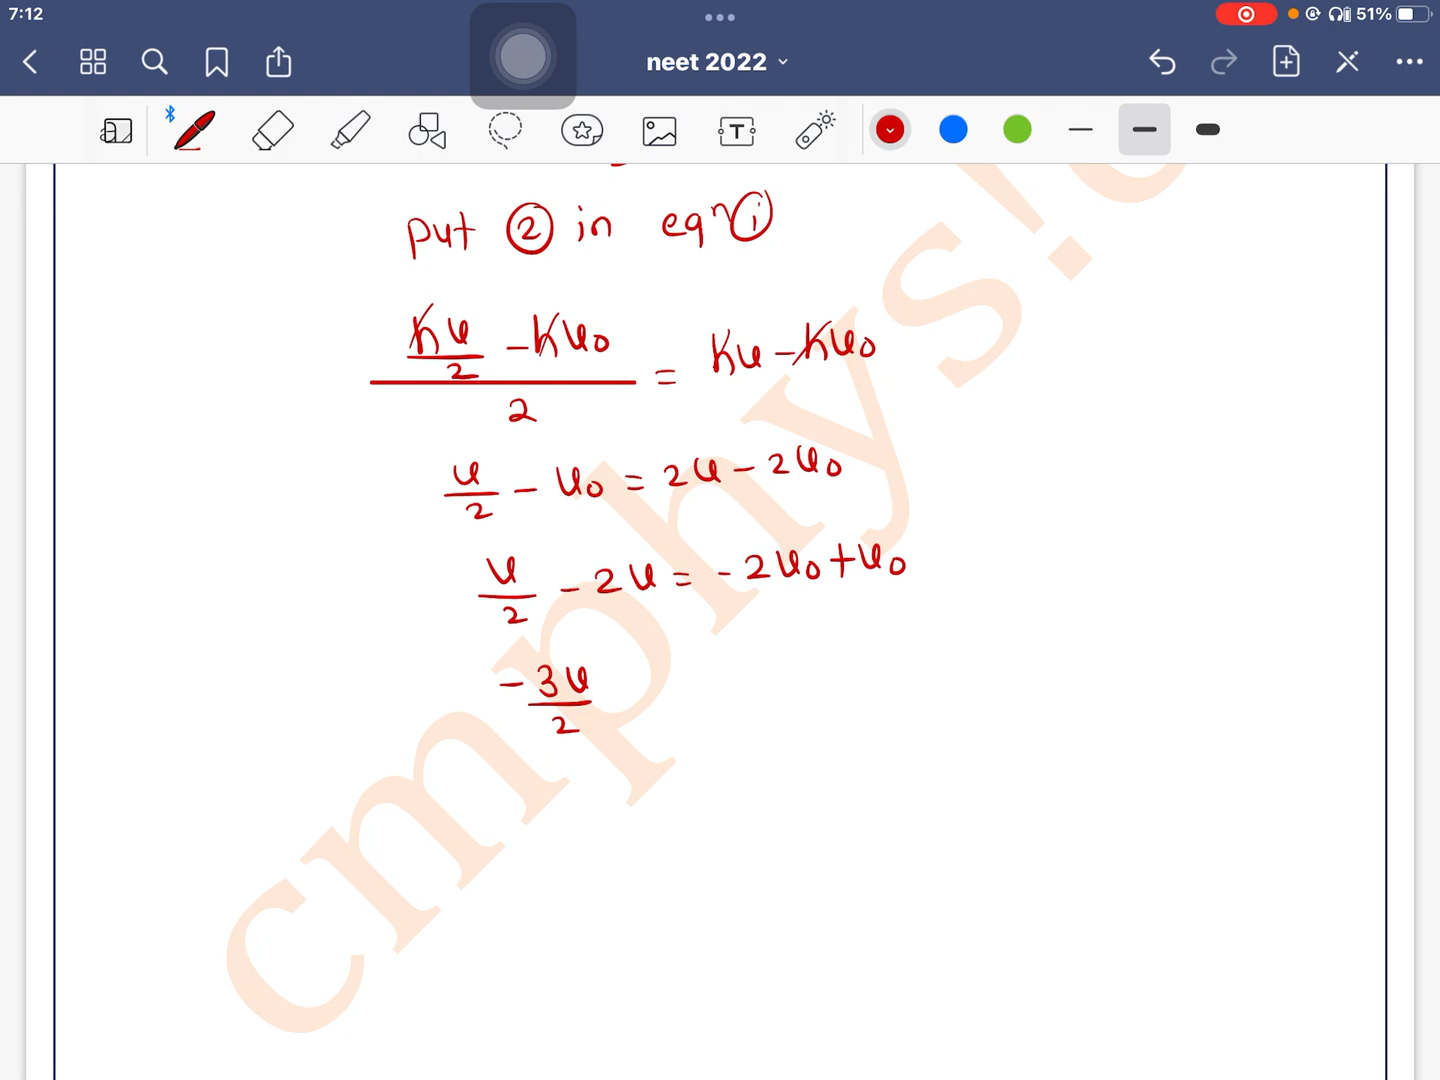 7:12
neet 2022
51%
T
put ② in eqⁿ ①
(Ku/2 - Ku₀)/2 = Ku - Ku₀
u/2 - u₀ = 2u - 2u₀
u/2 - 2u = -2u₀ + u₀
-3u/2
cmphys!